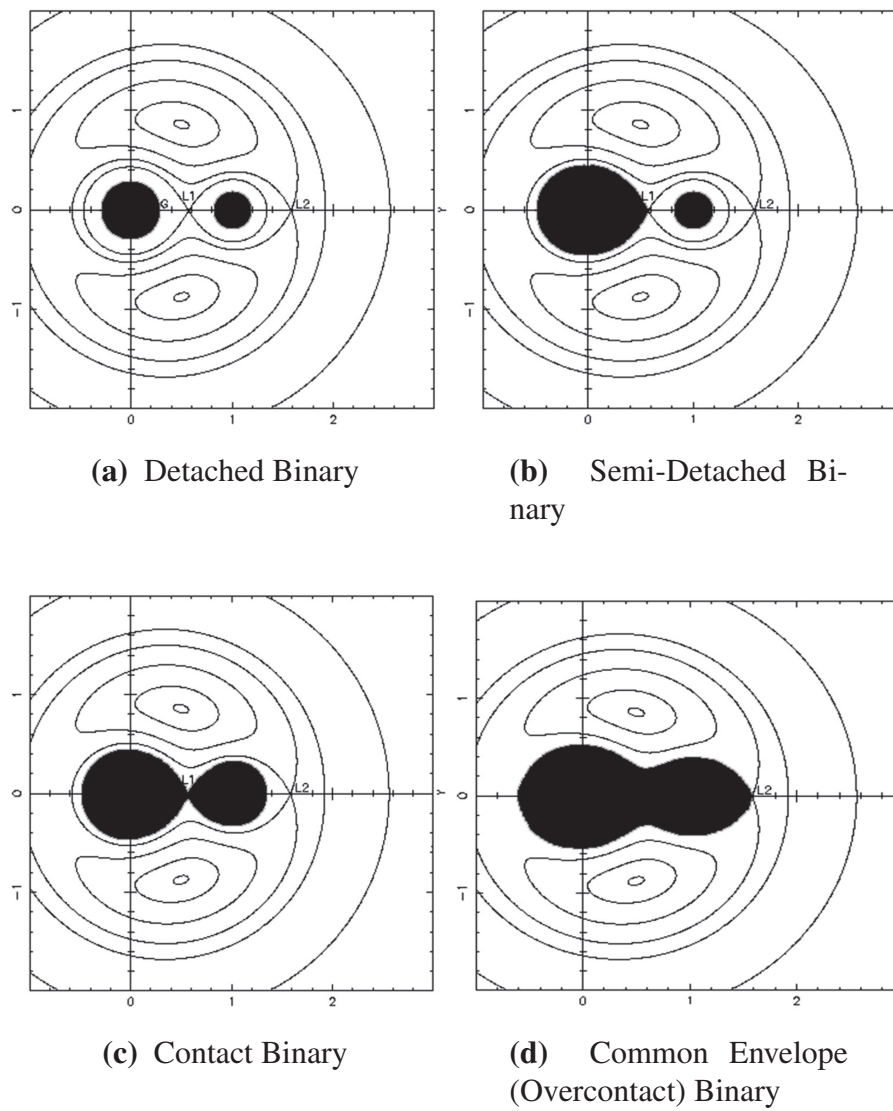 1
0
-1
G
L1
L2
Y
0
1
2
(a) Detached Binary
1
0
-1
L1
L2
0
1
2
(b) Semi-Detached Bi-
nary
1
0
-1
L1
L2
Y
0
1
2
(c) Contact Binary
1
0
-1
L2
0
1
2
(d) Common Envelope
(Overcontact) Binary